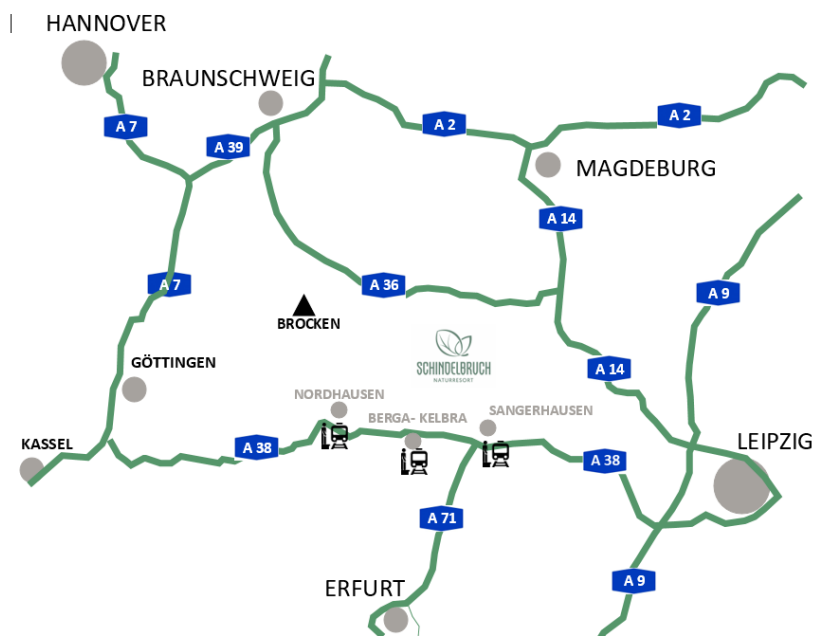 HANNOVER
BRAUNSCHWEIG
A 7
A 39
A 2
A 2
MAGDEBURG
A 14
A 7
A 36
A 9
BROCKEN
SCHINDELBRUCH
NATURRESORT
GÖTTINGEN
A 14
NORDHAUSEN
BERGA- KELBRA
SANGERHAUSEN
KASSEL
A 38
A 38
LEIPZIG
A 71
A 9
ERFURT